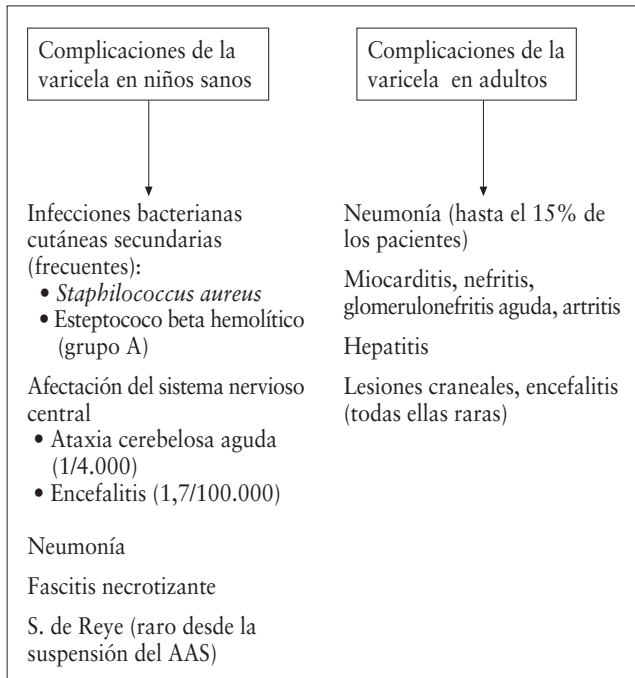 Complicaciones de la
varicela en niños sanos
Infecciones bacterianas
cutáneas secundarias
(frecuentes):
• Staphilococcus aureus
• Esteptococo beta hemolítico
(grupo A)
Afectación del sistema nervioso
central
• Ataxia cerebelosa aguda
(1/4.000)
• Encefalitis (1,7/100.000)
Neumonía
Fascitis necrotizante
S. de Reye (raro desde la
suspensión del AAS)
Complicaciones de la
varicela en adultos
Neumonía (hasta el 15% de
los pacientes)
Miocarditis, nefritis,
glomerulonefritis aguda, artritis
Hepatitis
Lesiones craneales, encefalitis
(todas ellas raras)